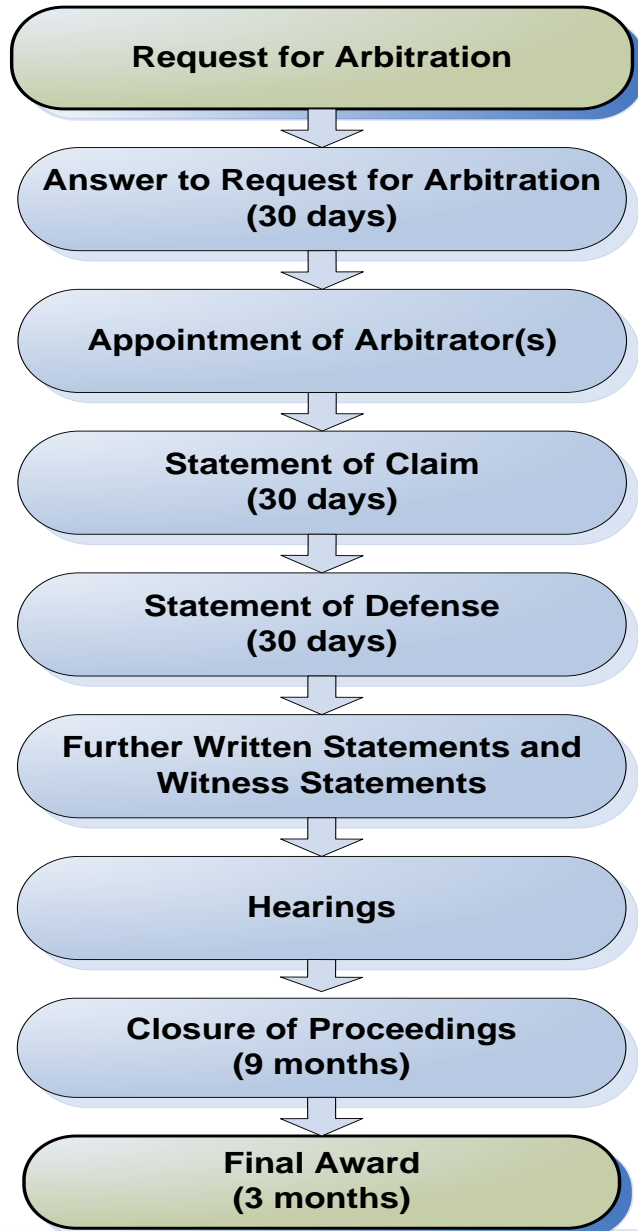 Request for Arbitration
Answer to Request for Arbitration
(30 days)
Appointment of Arbitrator(s)
Statement of Claim
(30 days)
Statement of Defense
(30 days)
Further Written Statements and
Witness Statements
Hearings
Closure of Proceedings
(9 months)
Final Award
(3 months)